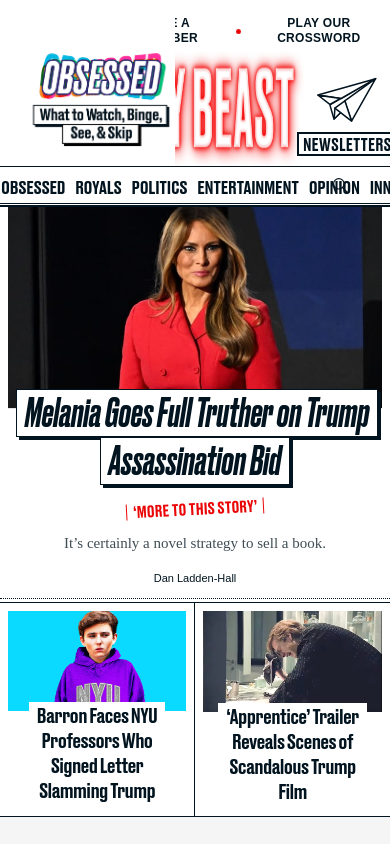 PLAY OUR
CROSSWORD
OBSESSED
What to Watch, Binge,
See, & Skip
BEAST
NEWSLETTERS
OBSESSED ROYALS POLITICS ENTERTAINMENT OPINION INN
Melania Goes Full Truther on Trump
Assassination Bid
‘MORE TO THIS STORY’
It’s certainly a novel strategy to sell a book.
Dan Ladden-Hall
NYU
Barron Faces NYU
Professors Who
Signed Letter
Slamming Trump
‘Apprentice’ Trailer
Reveals Scenes of
Scandalous Trump
Film